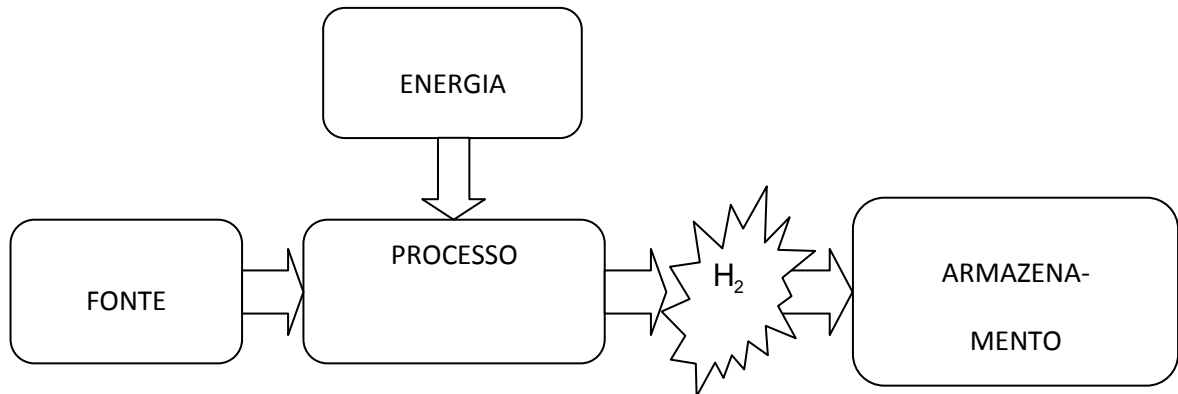 ENERGIA
FONTE
PROCESSO
H₂
ARMAZENA-
MENTO